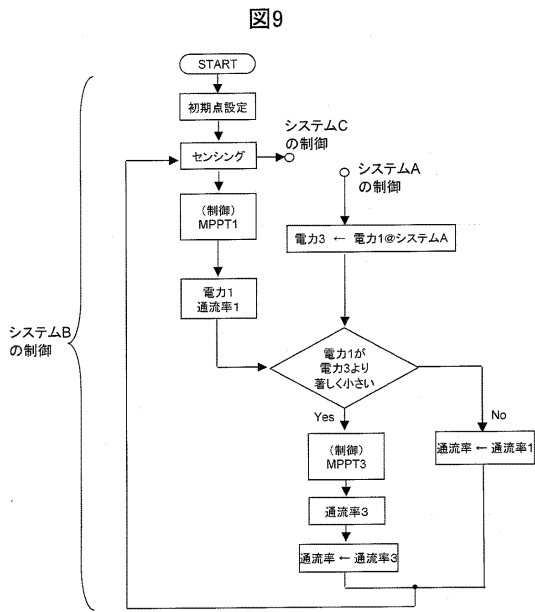 図9
START
初期点設定
センシング
システムC
の制御
システムA
の制御
(制御)
MPPT1
電力3 ← 電力1@システムA
電力1
通流率1
システムB
の制御
電力1が
電力3より
著しく小さい
Yes
No
(制御)
MPPT3
通流率 ← 通流率1
通流率3
通流率 ← 通流率3